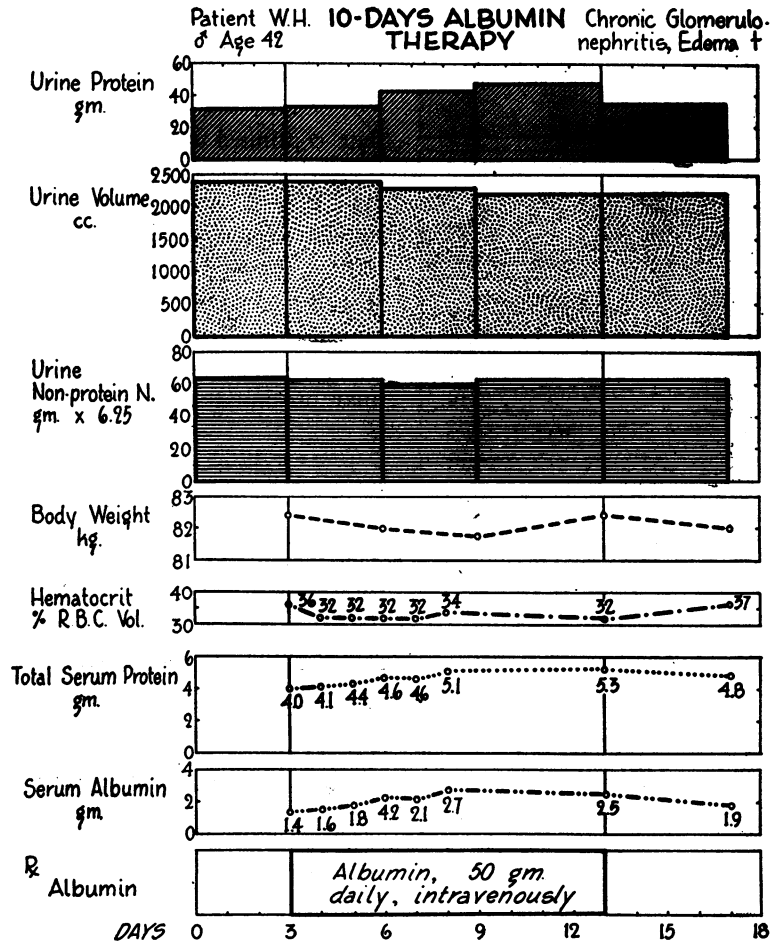 Patient W.H. 10-DAYS ALBUMIN Chronic Glomerulo-
♂ Age 42 THERAPY nephritis, Edema †
Urine Protein
gm.
60
40
20
0
Urine Volume
cc.
2500
2000
1500
1000
500
0
Urine
Non-protein N.
gm. x 6.25
80
60
40
20
0
Body Weight
kg.
83
82
81
Hematocrit
% R.B.C. Vol.
40
30
36 32 32 32 32 34 32 37
Total Serum Protein
gm.
6
4
2
0
4.0 4.1 4.4 4.6 4.6 5.1 5.3 4.8
Serum Albumin
gm.
4
2
0
1.4 1.6 1.8 4.2 2.1 2.7 2.5 1.9
℞
Albumin
Albumin, 50 gm.
daily, intravenously
DAYS 0 3 6 9 12 15 18